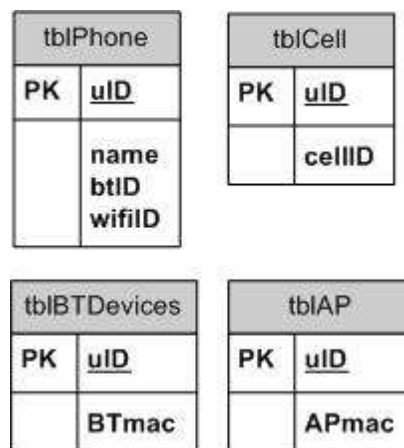 tblPhone
PK uID
name
btID
wifiID
tblCell
PK uID
cellID
tblBTDevices
PK uID
BTmac
tblAP
PK uID
APmac